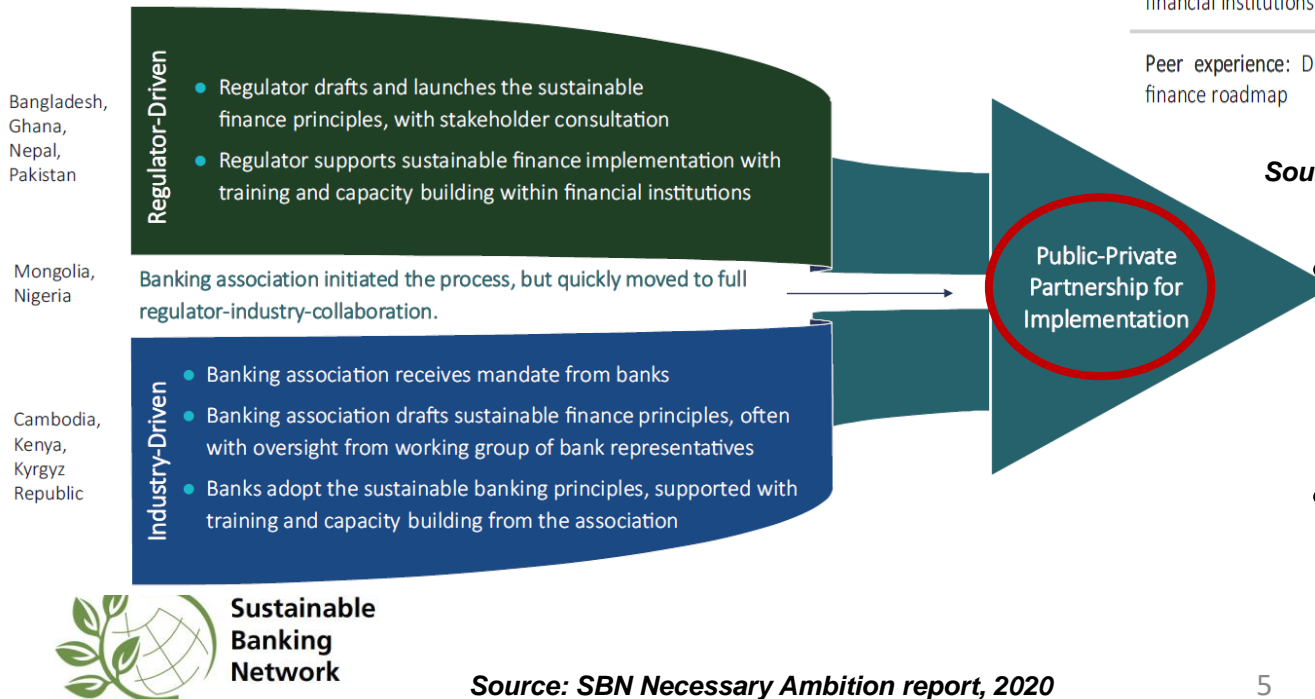 financial institutions
Peer experience: D
finance roadmap
Sou
Bangladesh,
Ghana,
Nepal,
Pakistan
Regulator-Driven
• Regulator drafts and launches the sustainable
finance principles, with stakeholder consultation
• Regulator supports sustainable finance implementation with
training and capacity building within financial institutions
Mongolia,
Nigeria
Banking association initiated the process, but quickly moved to full
regulator-industry-collaboration.
Public-Private
Partnership for
Implementation
Cambodia,
Kenya,
Kyrgyz
Republic
Industry-Driven
• Banking association receives mandate from banks
• Banking association drafts sustainable finance principles, often
with oversight from working group of bank representatives
• Banks adopt the sustainable banking principles, supported with
training and capacity building from the association
Sustainable
Banking
Network
Source: SBN Necessary Ambition report, 2020
5